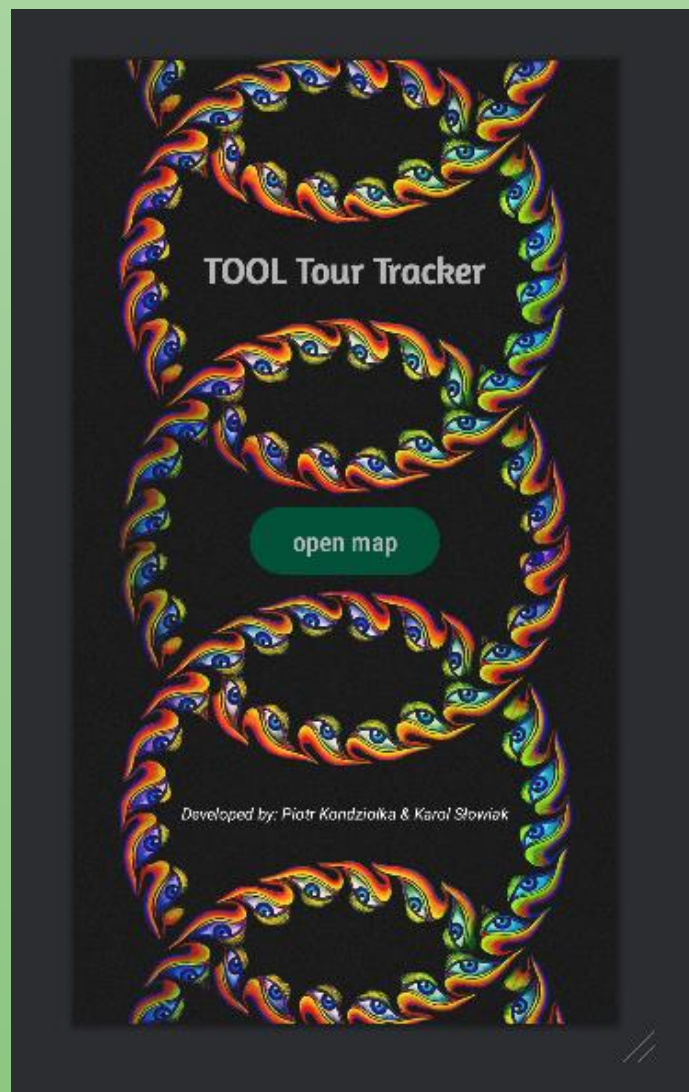 TOOL Tour Tracker
open map
Developed by: Piotr Kondziołka & Karol Słowiak